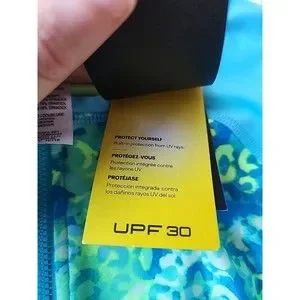 PROTECT YOURSELF
Built-in protection from UV rays.
PROTÉGEZ-VOUS
Protection intégrée contre
les rayons UV.
PROTÉJASE
Protección integrada contra
los dañinos rayos UV del sol.
UPF 30